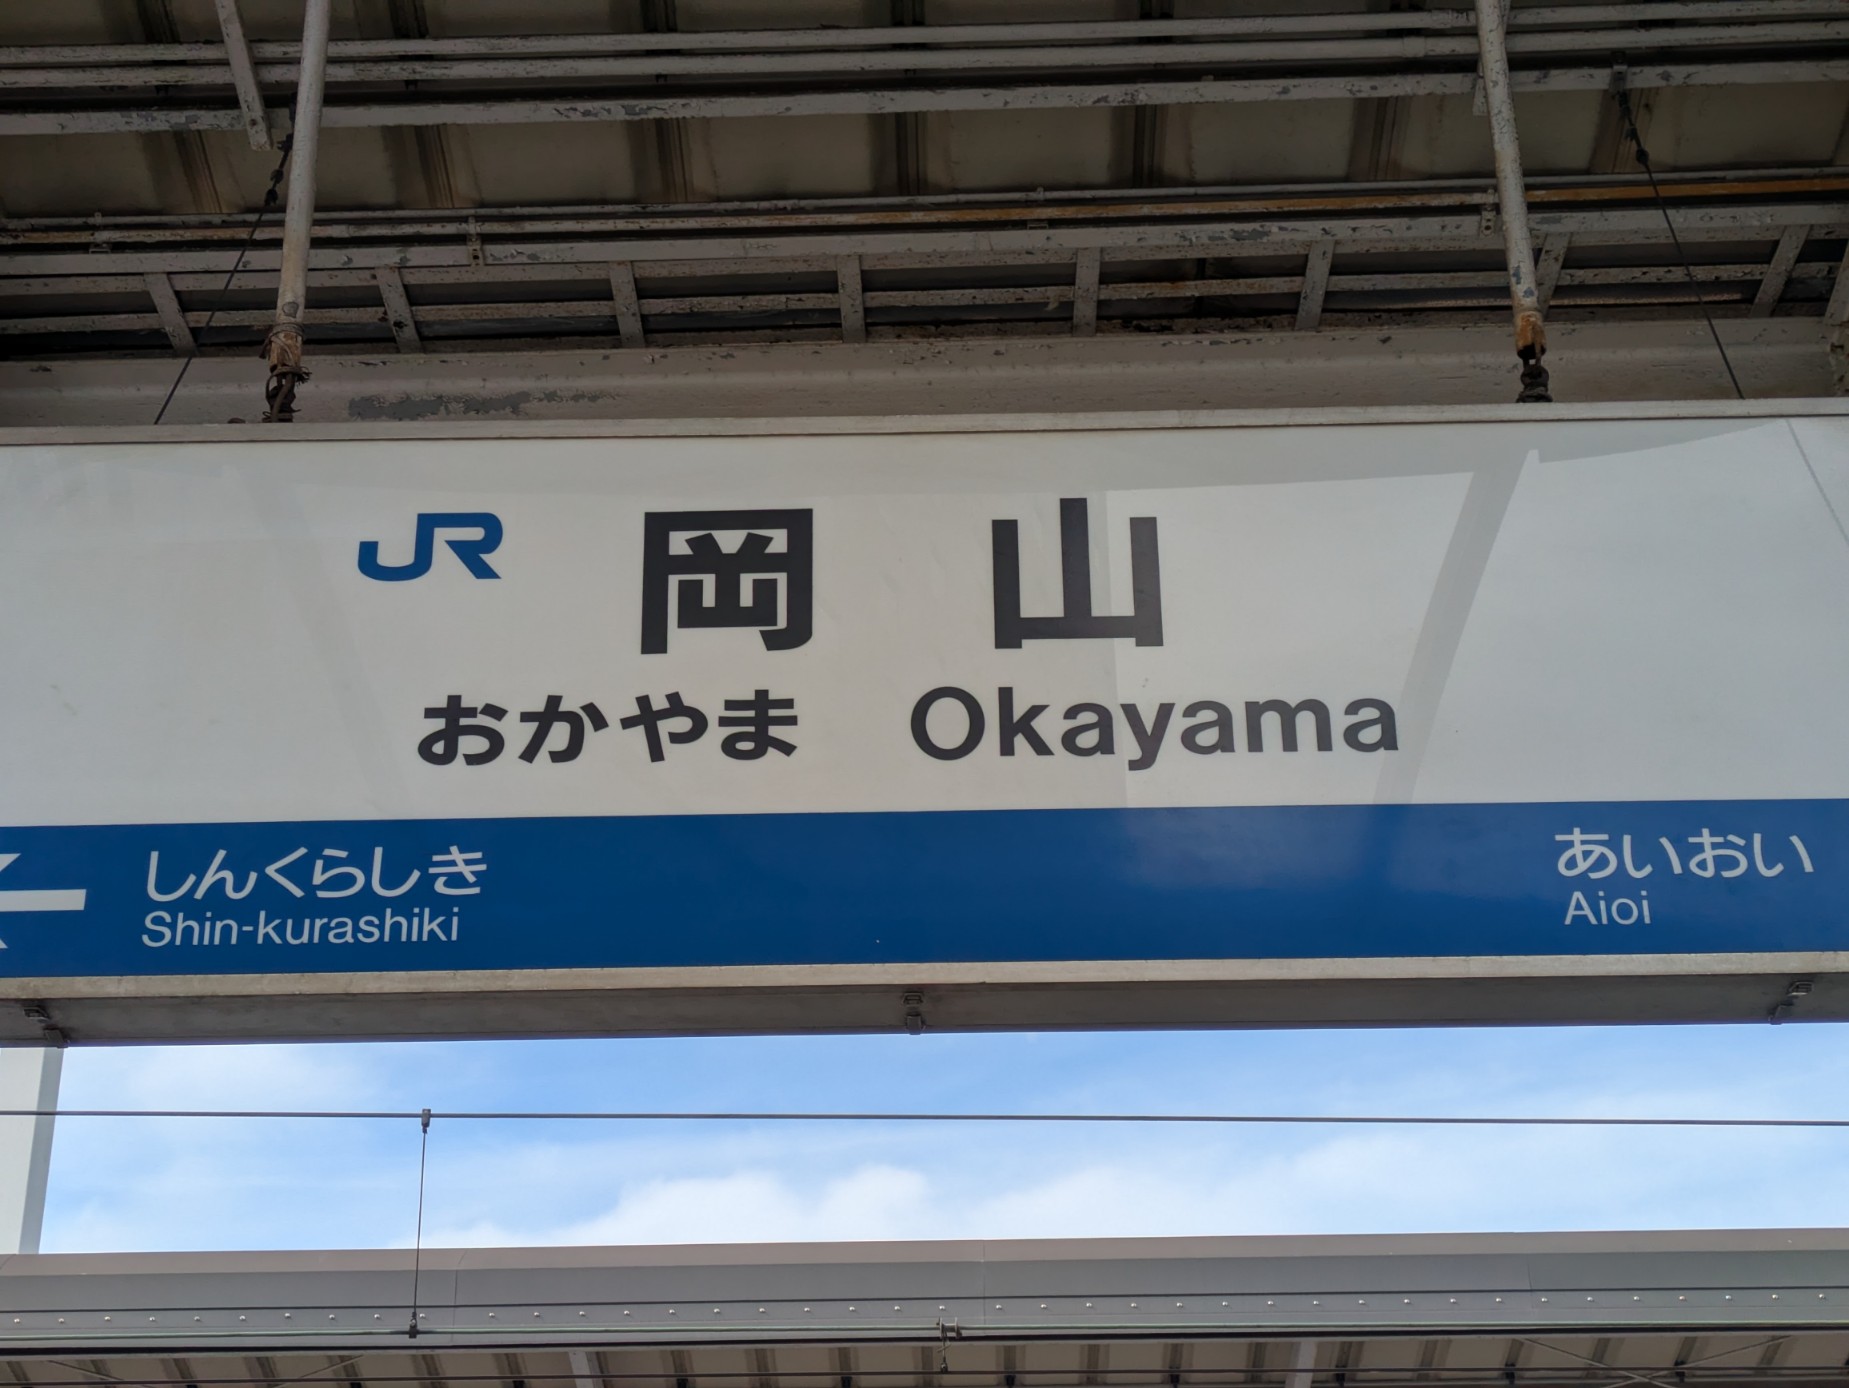 JR 岡山
おかやま Okayama
しんくらしき あいおい
Shin-kurashiki Aioi